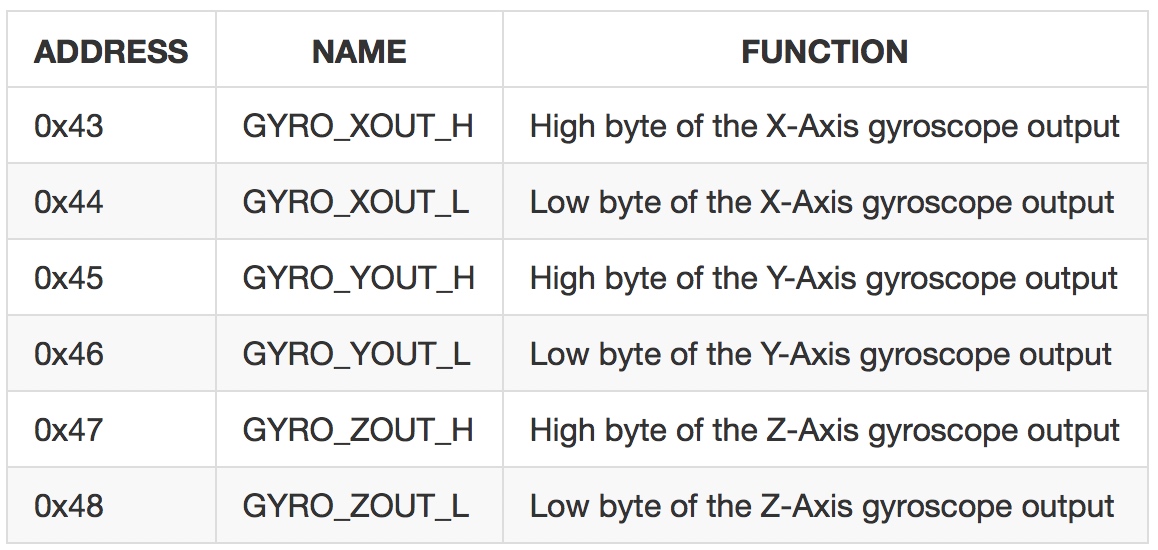 ADDRESS NAME FUNCTION
0x43 GYRO_XOUT_H High byte of the X-Axis gyroscope output
0x44 GYRO_XOUT_L Low byte of the X-Axis gyroscope output
0x45 GYRO_YOUT_H High byte of the Y-Axis gyroscope output
0x46 GYRO_YOUT_L Low byte of the Y-Axis gyroscope output
0x47 GYRO_ZOUT_H High byte of the Z-Axis gyroscope output
0x48 GYRO_ZOUT_L Low byte of the Z-Axis gyroscope output